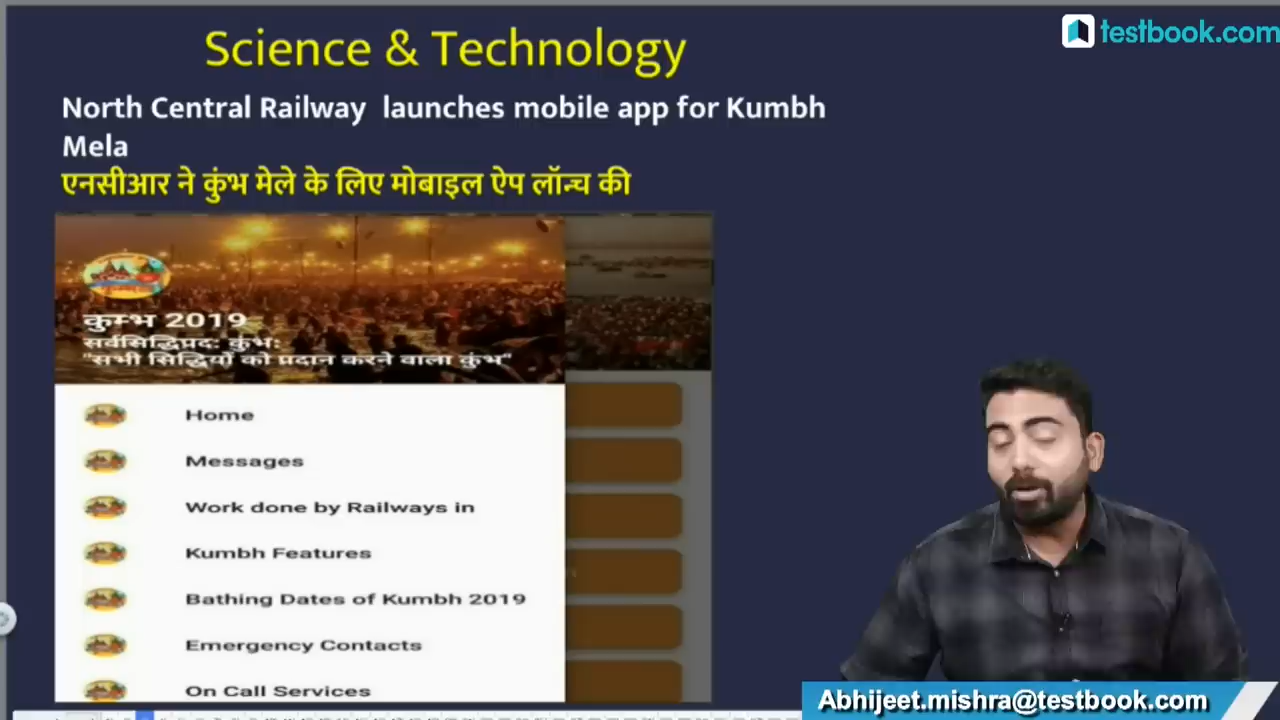 Science & Technology
testbook.com
North Central Railway launches mobile app for Kumbh
Mela
एनसीआर ने कुंभ मेले के लिए मोबाइल ऐप लॉन्च की
कुम्भ 2019
सर्वसिद्धिप्रदः कुंभः
"सभी सिद्धियों को प्रदान करने वाला कुंभ"
Home
Messages
Work done by Railways in
Kumbh Features
Bathing Dates of Kumbh 2019
Emergency Contacts
On Call Services
Abhijeet.mishra@testbook.com